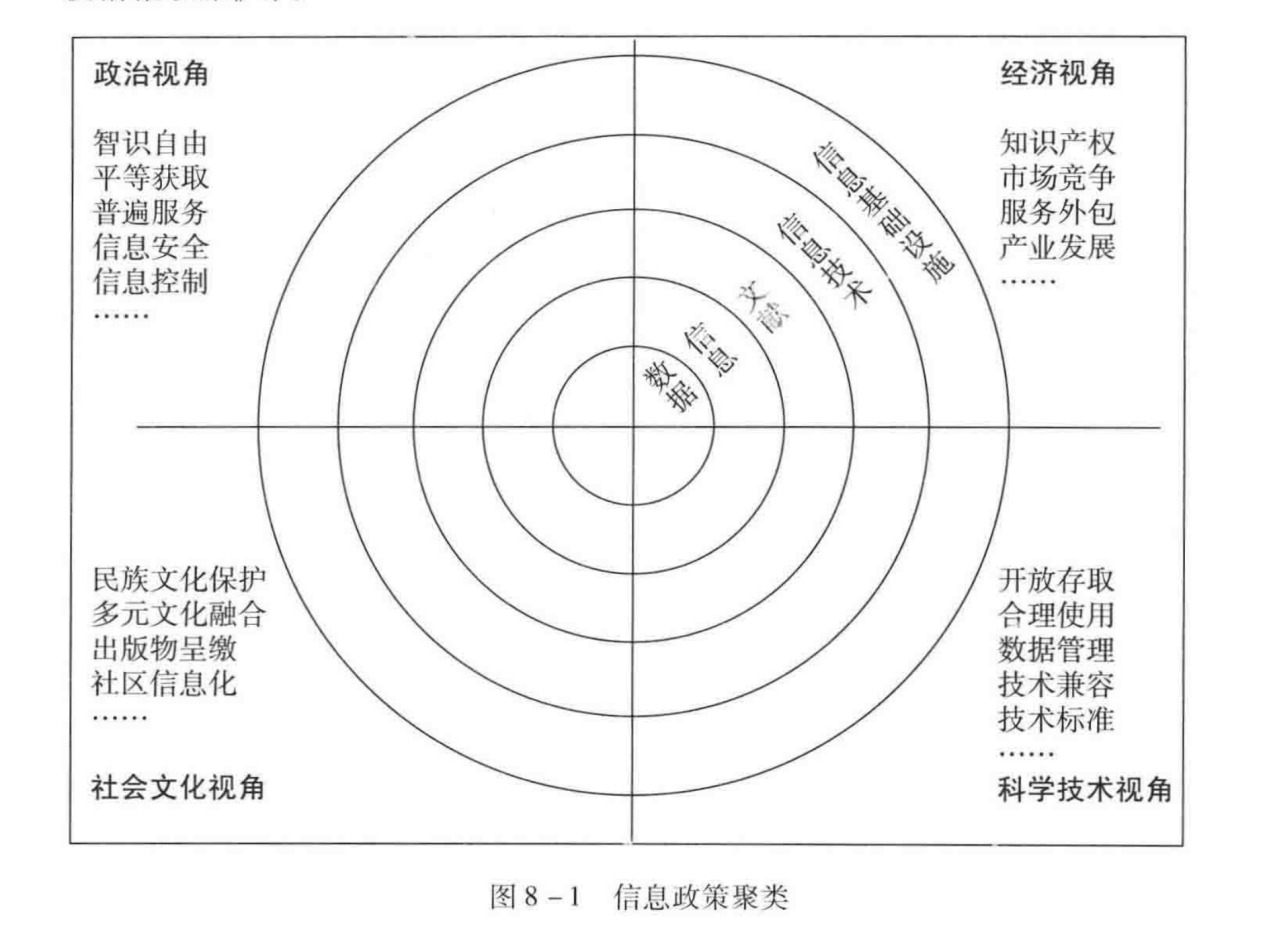 政治视角
智识自由
平等获取
普遍服务
信息安全
信息控制
……
经济视角
知识产权
市场竞争
服务外包
产业发展
……
信息基础设施
信息技术
文献
信息
数据
民族文化保护
多元文化融合
出版物呈缴
社区信息化
……
社会文化视角
开放存取
合理使用
数据管理
技术兼容
技术标准
……
科学技术视角
图 8 – 1 信息政策聚类